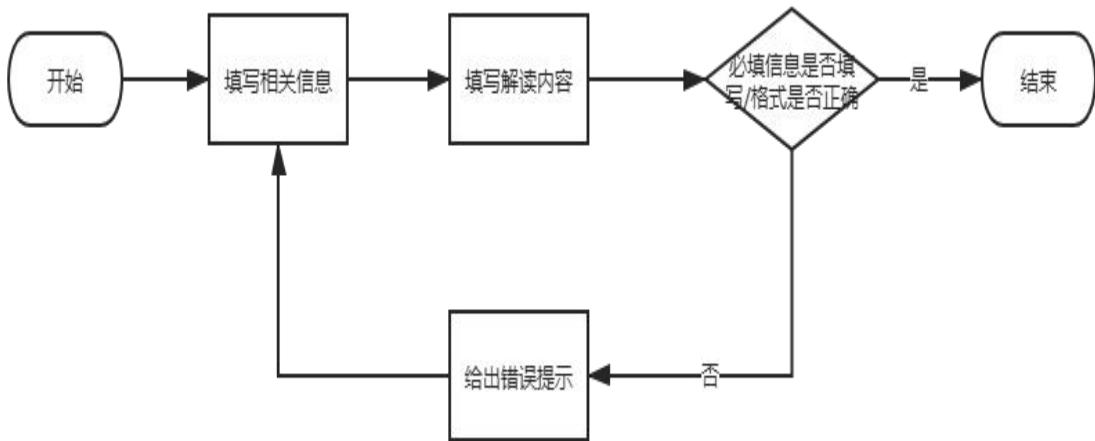 开始
填写相关信息
填写解读内容
必填信息是否填
写/格式是否正确
是
结束
给出错误提示
否